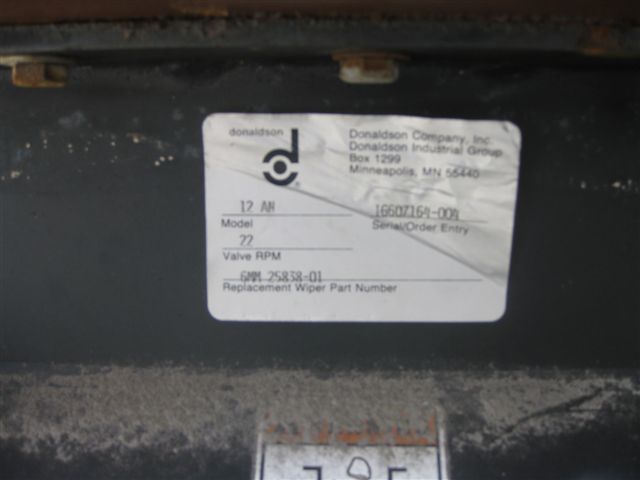 donaldson
Donaldson Company, Inc.
Donaldson Industrial Group
Box 1299
Minneapolis, MN 55440
12 AN
Model
16607164-004
Serial/Order Entry
22
Valve RPM
6MM 25838-01
Replacement Wiper Part Number